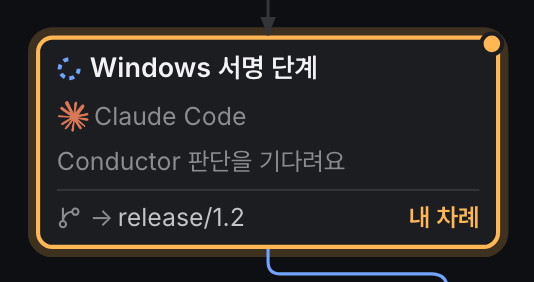 Windows 서명 단계
Claude Code
Conductor 판단을 기다려요
→ release/1.2
내 차례